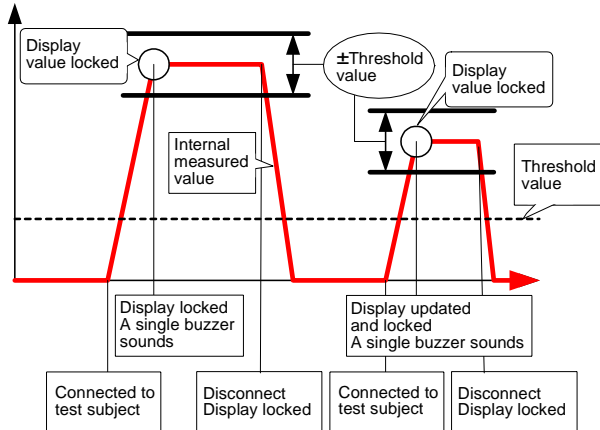 Display
value locked
±Threshold
value
Display
value locked
Internal
measured
value
Threshold
value
Display locked
A single buzzer
sounds
Display updated
and locked
A single buzzer sounds
Connected to
test subject
Disconnect
Display locked
Connected to
test subject
Disconnect
Display locked